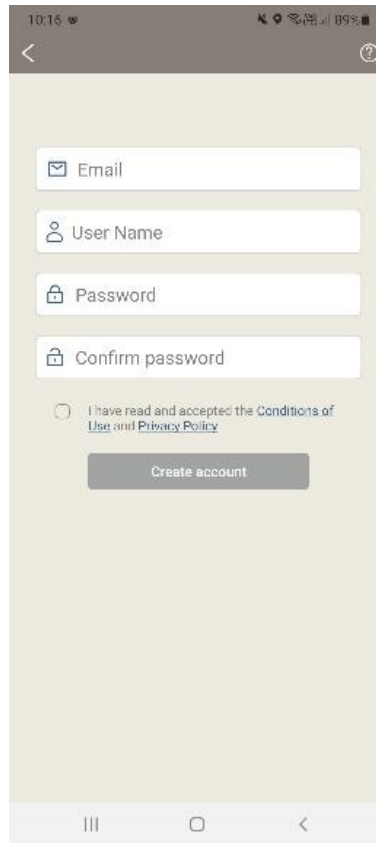 10:16
89%
Email
User Name
Password
Confirm password
I have read and accepted the Conditions of
Use and Privacy Policy
Create account